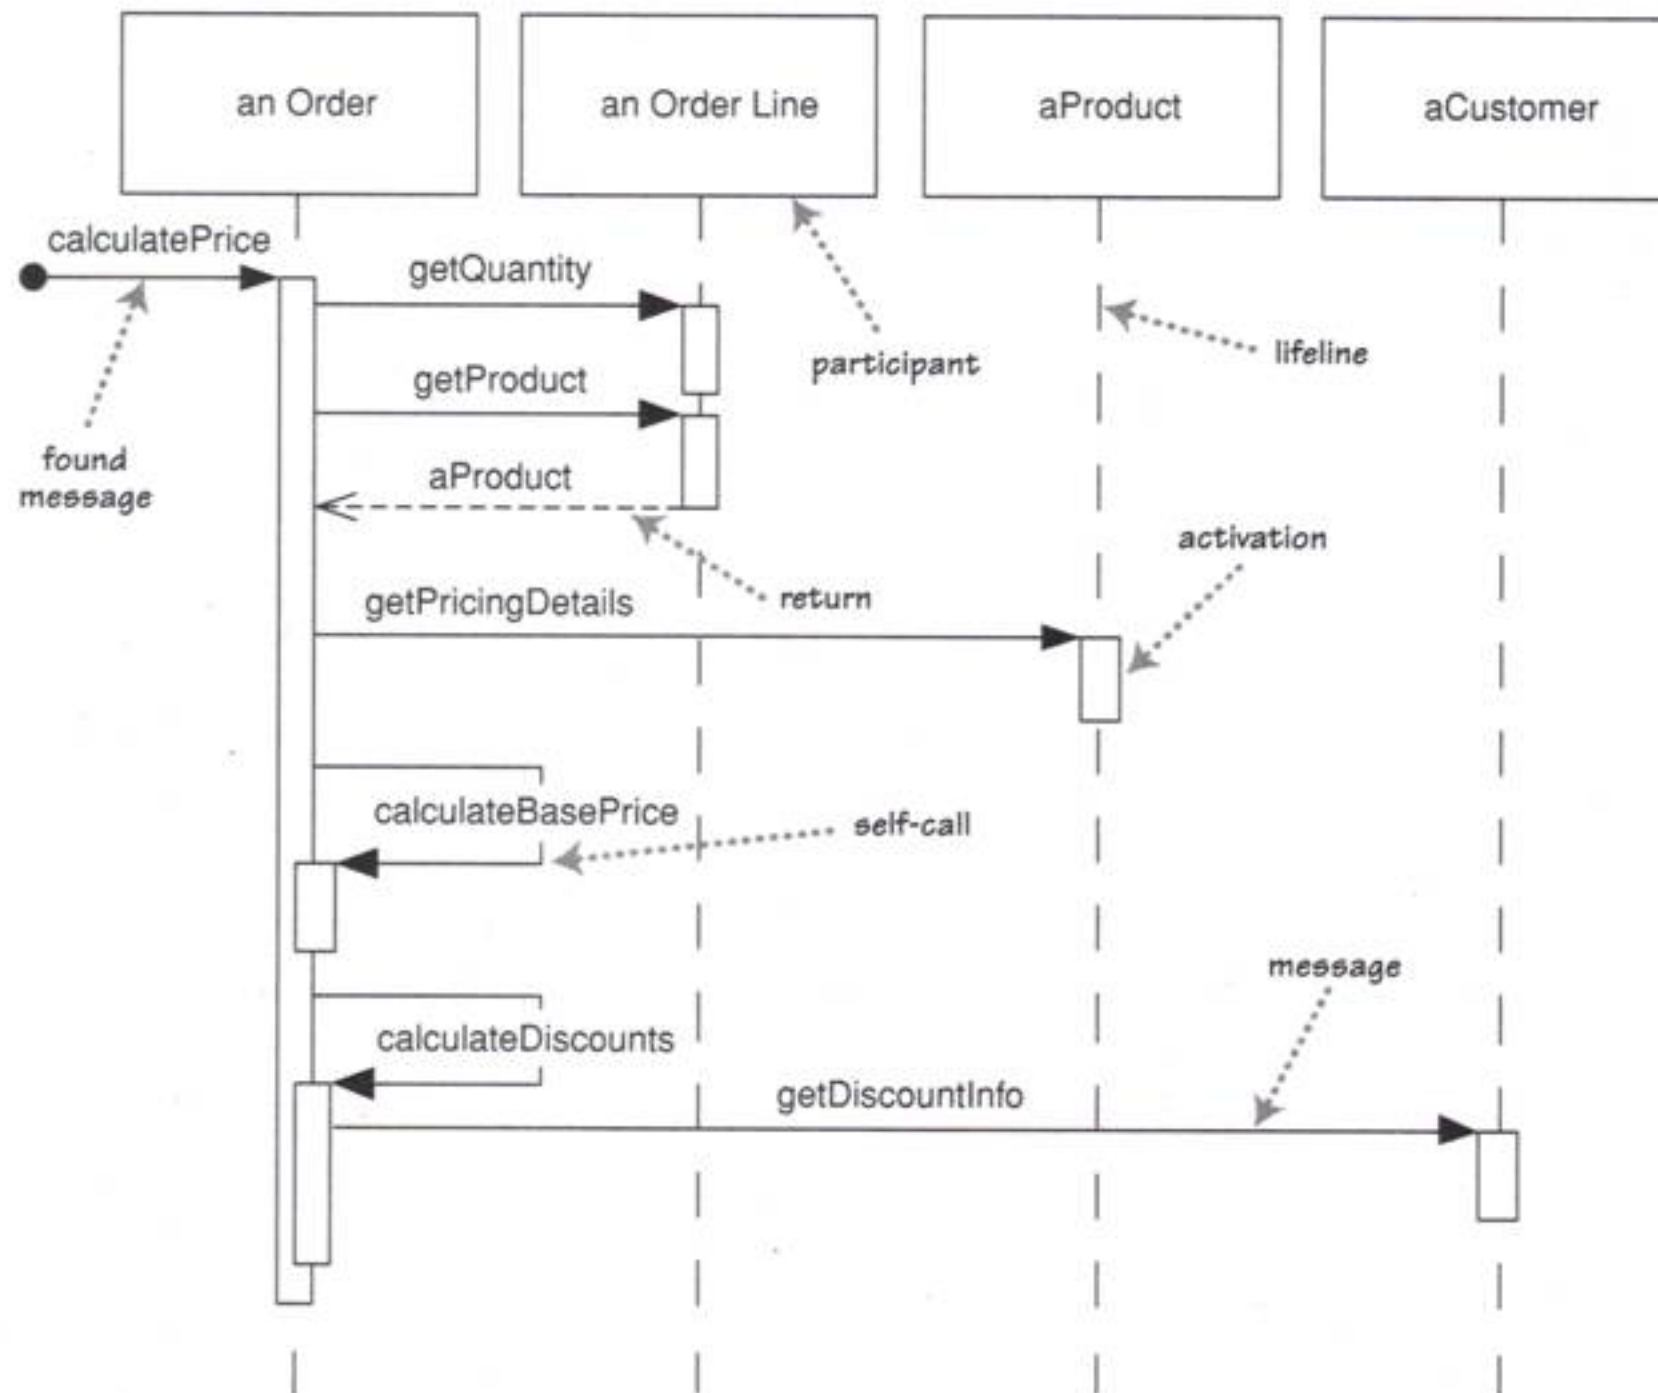 an Order
an Order Line
aProduct
aCustomer
calculatePrice
getQuantity
participant
lifeline
getProduct
found
message
aProduct
activation
return
getPricingDetails
calculateBasePrice
self-call
message
calculateDiscounts
getDiscountInfo